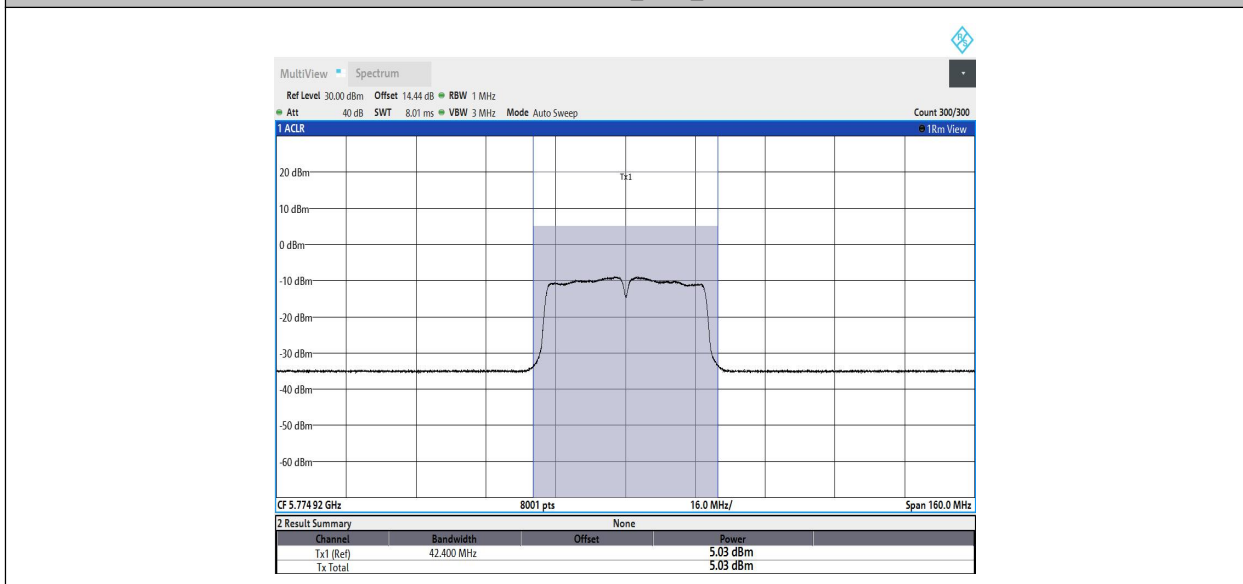 MultiView Spectrum
Ref Level 30.00 dBm Offset 14.44 dB RBW 1 MHz
Att 40 dB SWT 8.01 ms VBW 3 MHz Mode Auto Sweep Count 300/300
1 ACLR 1Rm View
Tx1
20 dBm
10 dBm
0 dBm
-10 dBm
-20 dBm
-30 dBm
-40 dBm
-50 dBm
-60 dBm
CF 5.774 92 GHz 8001 pts 16.0 MHz/ Span 160.0 MHz
2 Result Summary None
Channel Bandwidth Offset Power
Tx1 (Ref) 42.400 MHz 5.03 dBm
Tx Total 5.03 dBm